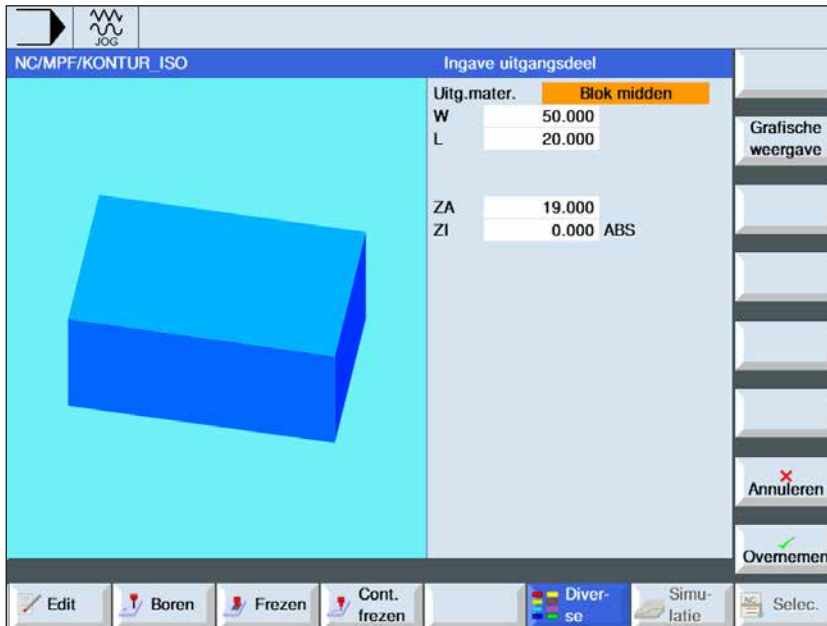 JOG
NC/MPF/KONTUR_ISO
Ingave uitgangsdeel
Uitg.mater. Blok midden
W 50.000
L 20.000
ZA 19.000
ZI 0.000 ABS
Grafische
weergave
Annuleren
Overnemen
Edit
Boren
Frezen
Cont.
frezen
Diver-
se
Simu-
latie
NC
Selec.